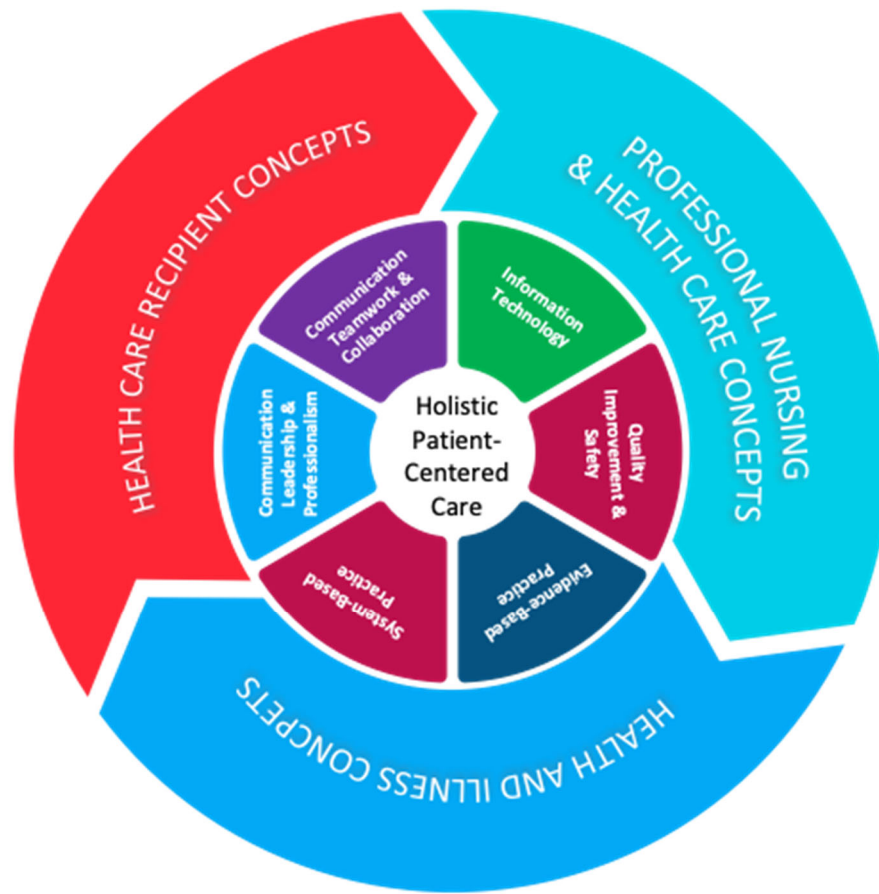 HEALTH CARE RECIPIENT CONCEPTS
PROFESSIONAL NURSING
& HEALTH CARE CONCEPTS
HEALTH AND ILLNESS CONCPETS
Communication
Teamwork &
Collaboration
Information
Technology
Quality
Improvement &
Safety
Evidence-Based
Practice
System-Based
Practice
Communication
Leadership &
Professionalism
Holistic
Patient-
Centered
Care